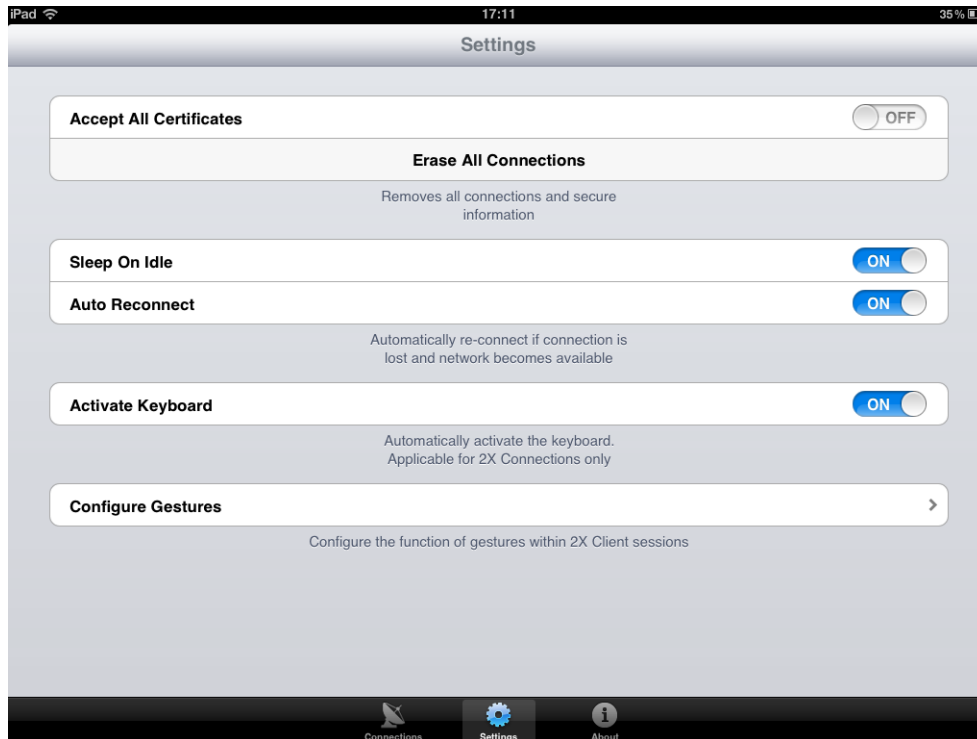 iPad 17:11 35%
Settings
Accept All Certificates OFF
Erase All Connections
Removes all connections and secure
information
Sleep On Idle ON
Auto Reconnect ON
Automatically re-connect if connection is
lost and network becomes available
Activate Keyboard ON
Automatically activate the keyboard.
Applicable for 2X Connections only
Configure Gestures
Configure the function of gestures within 2X Client sessions
Connections Settings About